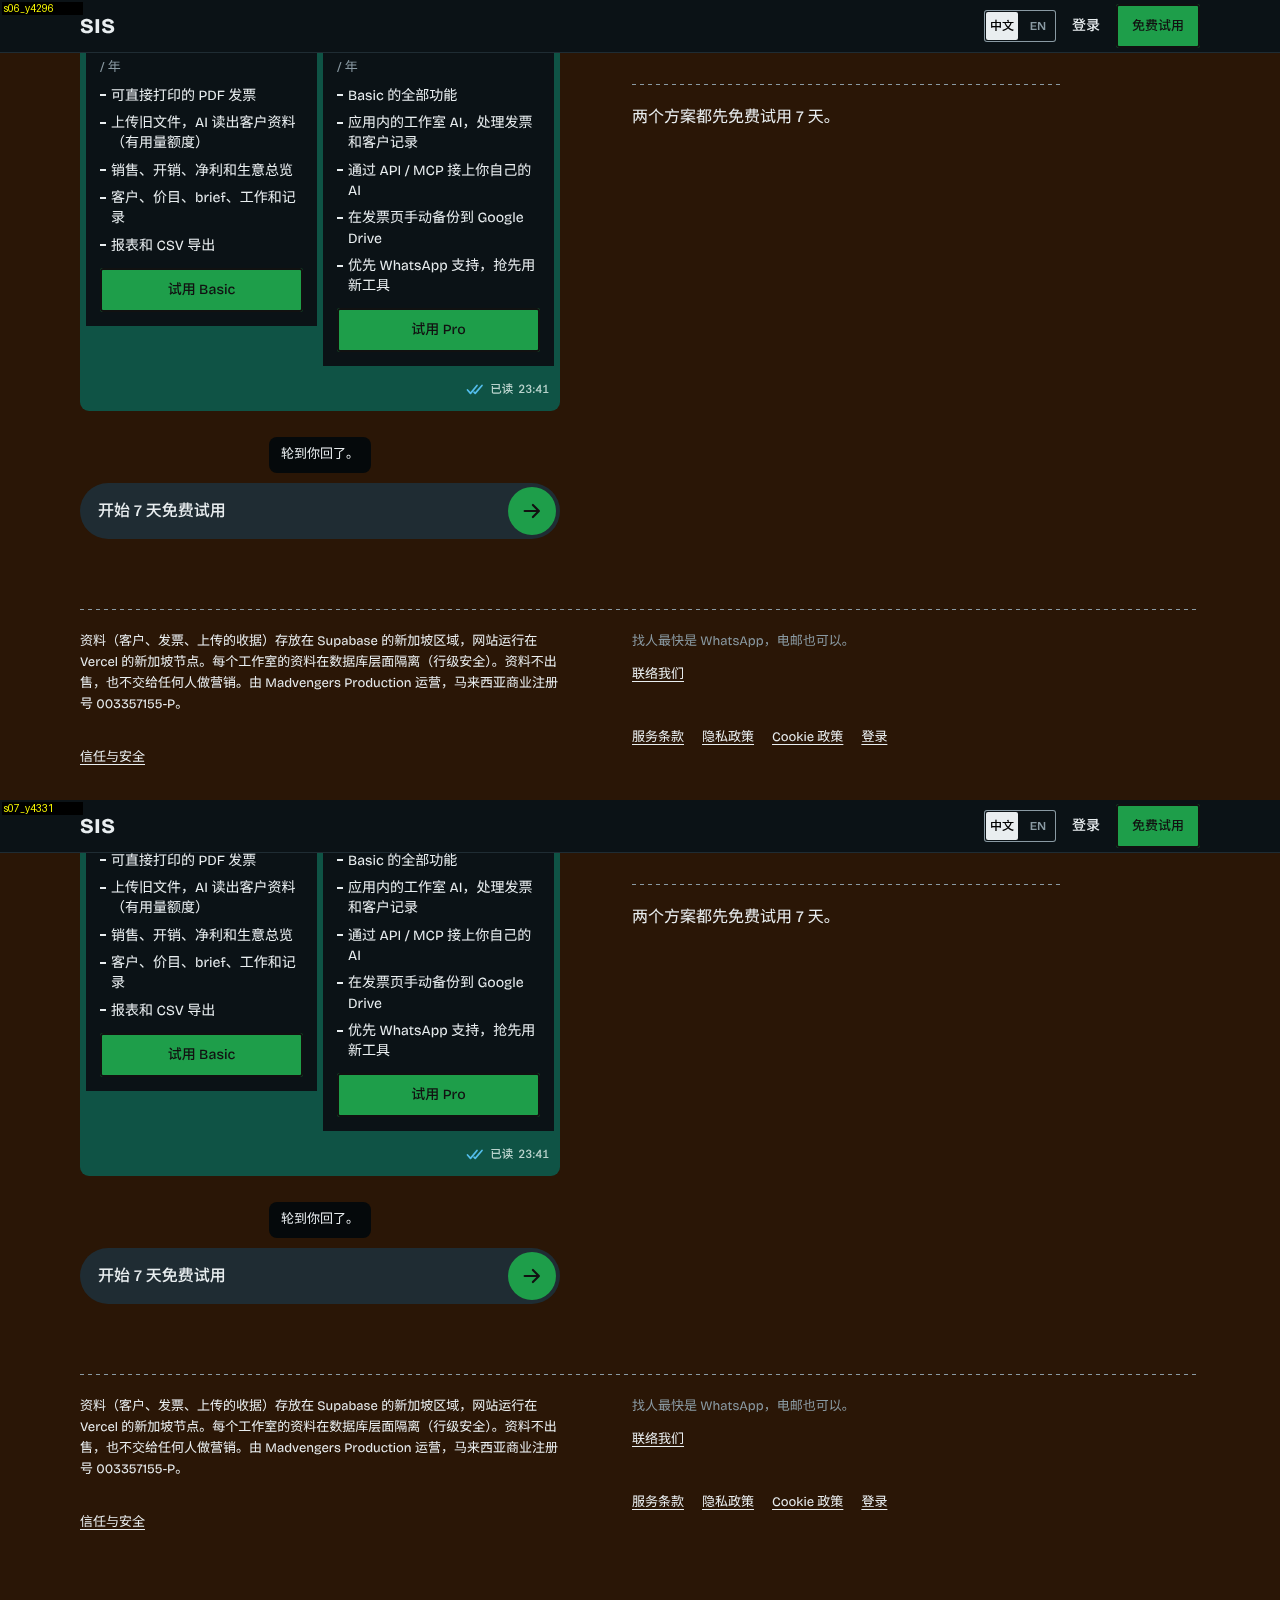 s06_y4296
SIS
中文 EN 登录 免费试用
/ 年
可直接打印的 PDF 发票
上传旧文件，AI 读出客户资料
（有用量额度）
销售、开销、净利和生意总览
客户、价目、brief、工作和记
录
报表和 CSV 导出
试用 Basic
/ 年
Basic 的全部功能
应用内的工作室 AI，处理发票
和客户记录
通过 API / MCP 接上你自己的
AI
在发票页手动备份到 Google
Drive
优先 WhatsApp 支持，抢先用
新工具
试用 Pro
已读 23:41
两个方案都先免费试用 7 天。
轮到你回了。
开始 7 天免费试用
资料（客户、发票、上传的收据）存放在 Supabase 的新加坡区域，网站运行在
Vercel 的新加坡节点。每个工作室的资料在数据库层面隔离（行级安全）。资料不出
售，也不交给任何人做营销。由 Madvengers Production 运营，马来西亚商业注册
号 003357155-P。
信任与安全
找人最快是 WhatsApp，电邮也可以。
联络我们
服务条款 隐私政策 Cookie 政策 登录
s07_y4331
SIS
中文 EN 登录 免费试用
可直接打印的 PDF 发票
上传旧文件，AI 读出客户资料
（有用量额度）
销售、开销、净利和生意总览
客户、价目、brief、工作和记
录
报表和 CSV 导出
试用 Basic
Basic 的全部功能
应用内的工作室 AI，处理发票
和客户记录
通过 API / MCP 接上你自己的
AI
在发票页手动备份到 Google
Drive
优先 WhatsApp 支持，抢先用
新工具
试用 Pro
已读 23:41
两个方案都先免费试用 7 天。
轮到你回了。
开始 7 天免费试用
资料（客户、发票、上传的收据）存放在 Supabase 的新加坡区域，网站运行在
Vercel 的新加坡节点。每个工作室的资料在数据库层面隔离（行级安全）。资料不出
售，也不交给任何人做营销。由 Madvengers Production 运营，马来西亚商业注册
号 003357155-P。
信任与安全
找人最快是 WhatsApp，电邮也可以。
联络我们
服务条款 隐私政策 Cookie 政策 登录